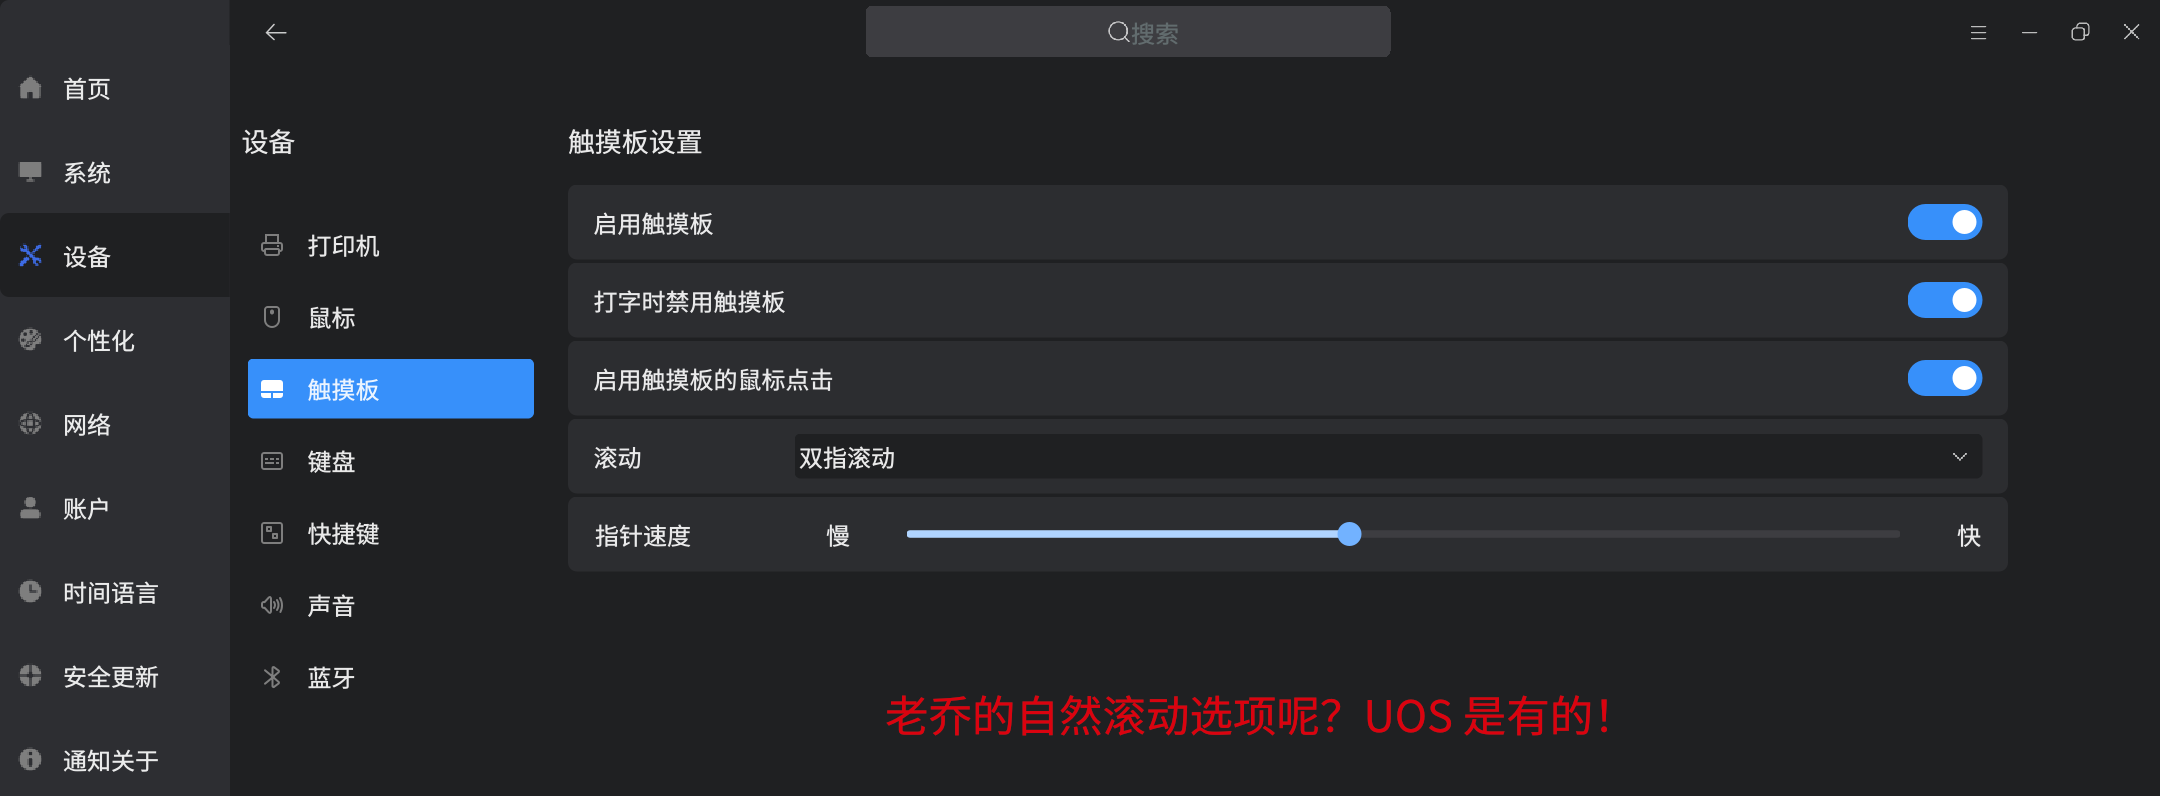 搜索
首页
系统
设备
个性化
网络
账户
时间语言
安全更新
通知关于
设备
打印机
鼠标
触摸板
键盘
快捷键
声音
蓝牙
触摸板设置
启用触摸板
打字时禁用触摸板
启用触摸板的鼠标点击
滚动 双指滚动
指针速度 慢 快
老乔的自然滚动选项呢？UOS 是有的！